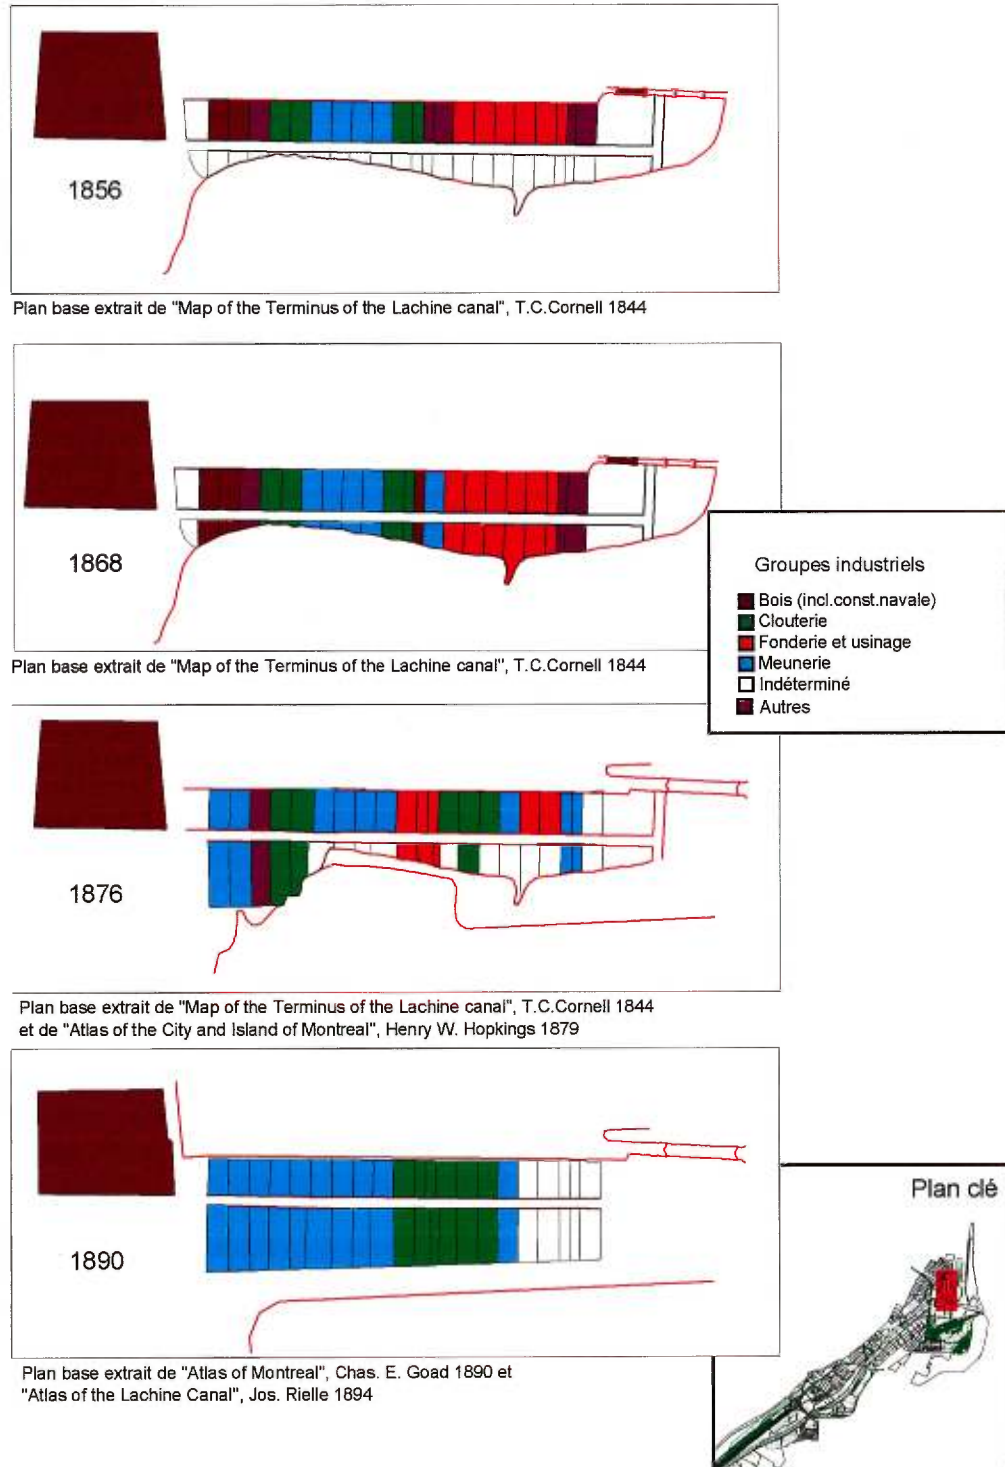 1856
Plan base extrait de "Map of the Terminus of the Lachine canal", T.C.Cornell 1844
1868
Plan base extrait de "Map of the Terminus of the Lachine canal", T.C.Cornell 1844
Groupes industriels
Bois (incl.const.navale)
Clouterie
Fonderie et usinage
Meunerie
Indéterminé
Autres
1876
Plan base extrait de "Map of the Terminus of the Lachine canal", T.C.Cornell 1844
et de "Atlas of the City and Island of Montreal", Henry W. Hopkings 1879
1890
Plan base extrait de "Atlas of Montreal", Chas. E. Goad 1890 et
"Atlas of the Lachine Canal", Jos. Rielle 1894
Plan clé